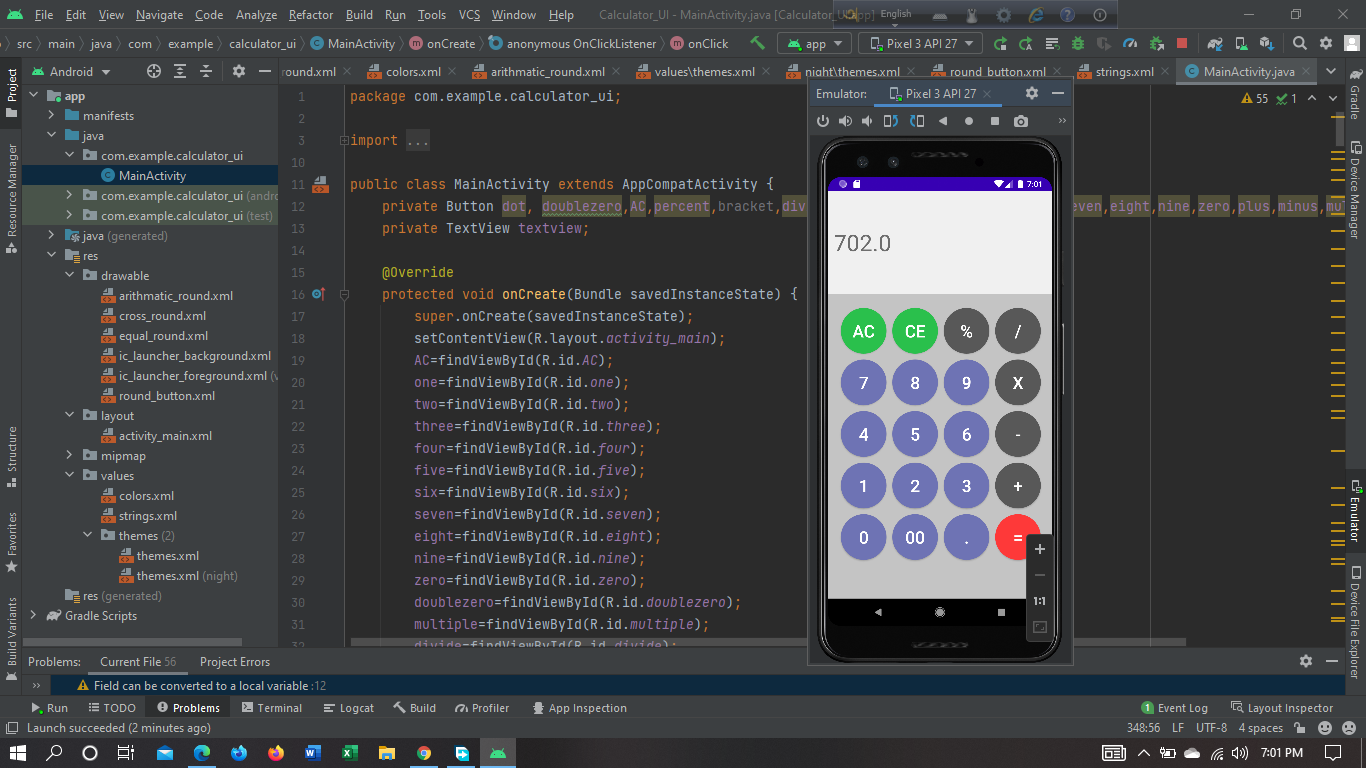 File Edit View Navigate Code Analyze Refactor Build Run Tools VCS Window Help Calculator_UI - MainActivity.java [Calculator_UI.app]
English
src main java com example calculator_ui MainActivity onCreate anonymous OnClickListener onClick app Pixel 3 API 27
Android
round.xml colors.xml arithmatic_round.xml values\themes.xml night\themes.xml round_button.xml strings.xml MainActivity.java
Project
Resource Manager
Structure
Favorites
Build Variants
app
manifests
java
com.example.calculator_ui
MainActivity
com.example.calculator_ui (andro
com.example.calculator_ui (test)
java (generated)
res
drawable
arithmatic_round.xml
cross_round.xml
equal_round.xml
ic_launcher_background.xml
ic_launcher_foreground.xml (v
round_button.xml
layout
activity_main.xml
mipmap
values
colors.xml
strings.xml
themes (2)
themes.xml
themes.xml (night)
res (generated)
Gradle Scripts
55 1
1 package com.example.calculator_ui;
2
3 import ...
10
11 public class MainActivity extends AppCompatActivity {
12 private Button dot, doublezero,AC,percent,bracket,div even,eight,nine,zero,plus,minus,mu
13 private TextView textview;
14
15 @Override
16 protected void onCreate(Bundle savedInstanceState) {
17 super.onCreate(savedInstanceState);
18 setContentView(R.layout.activity_main);
19 AC=findViewById(R.id.AC);
20 one=findViewById(R.id.one);
21 two=findViewById(R.id.two);
22 three=findViewById(R.id.three);
23 four=findViewById(R.id.four);
24 five=findViewById(R.id.five);
25 six=findViewById(R.id.six);
26 seven=findViewById(R.id.seven);
27 eight=findViewById(R.id.eight);
28 nine=findViewById(R.id.nine);
29 zero=findViewById(R.id.zero);
30 doublezero=findViewById(R.id.doublezero);
31 multiple=findViewById(R.id.multiple);
32 divide=findViewById(R.id.divide);
Emulator: Pixel 3 API 27
7:01
702.0
AC CE % /
7 8 9 X
4 5 6 -
1 2 3 +
0 00 . =
+
1:1
Gradle
Device Manager
Emulator
Device File Explorer
Problems: Current File 56 Project Errors
Field can be converted to a local variable :12
Run TODO Problems Terminal Logcat Build Profiler App Inspection 1 Event Log Layout Inspector
Launch succeeded (2 minutes ago) 348:56 LF UTF-8 4 spaces
7:01 PM